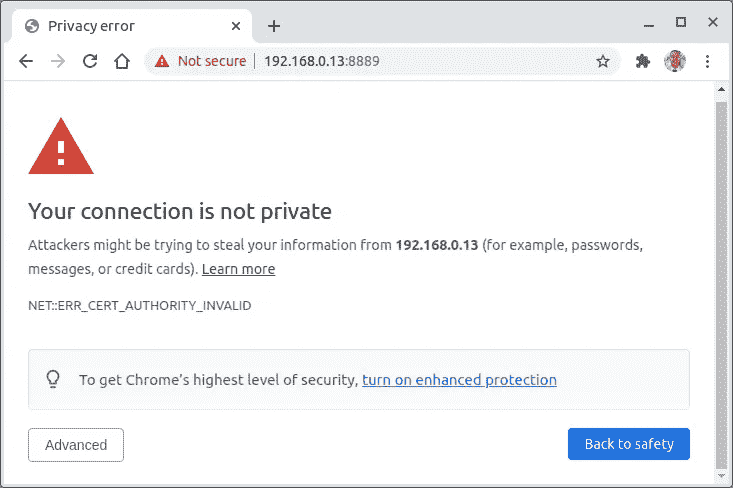 Privacy error
Not secure 192.168.0.13:8889
Your connection is not private
Attackers might be trying to steal your information from 192.168.0.13 (for example, passwords,
messages, or credit cards). Learn more
NET::ERR_CERT_AUTHORITY_INVALID
To get Chrome's highest level of security, turn on enhanced protection
Advanced Back to safety